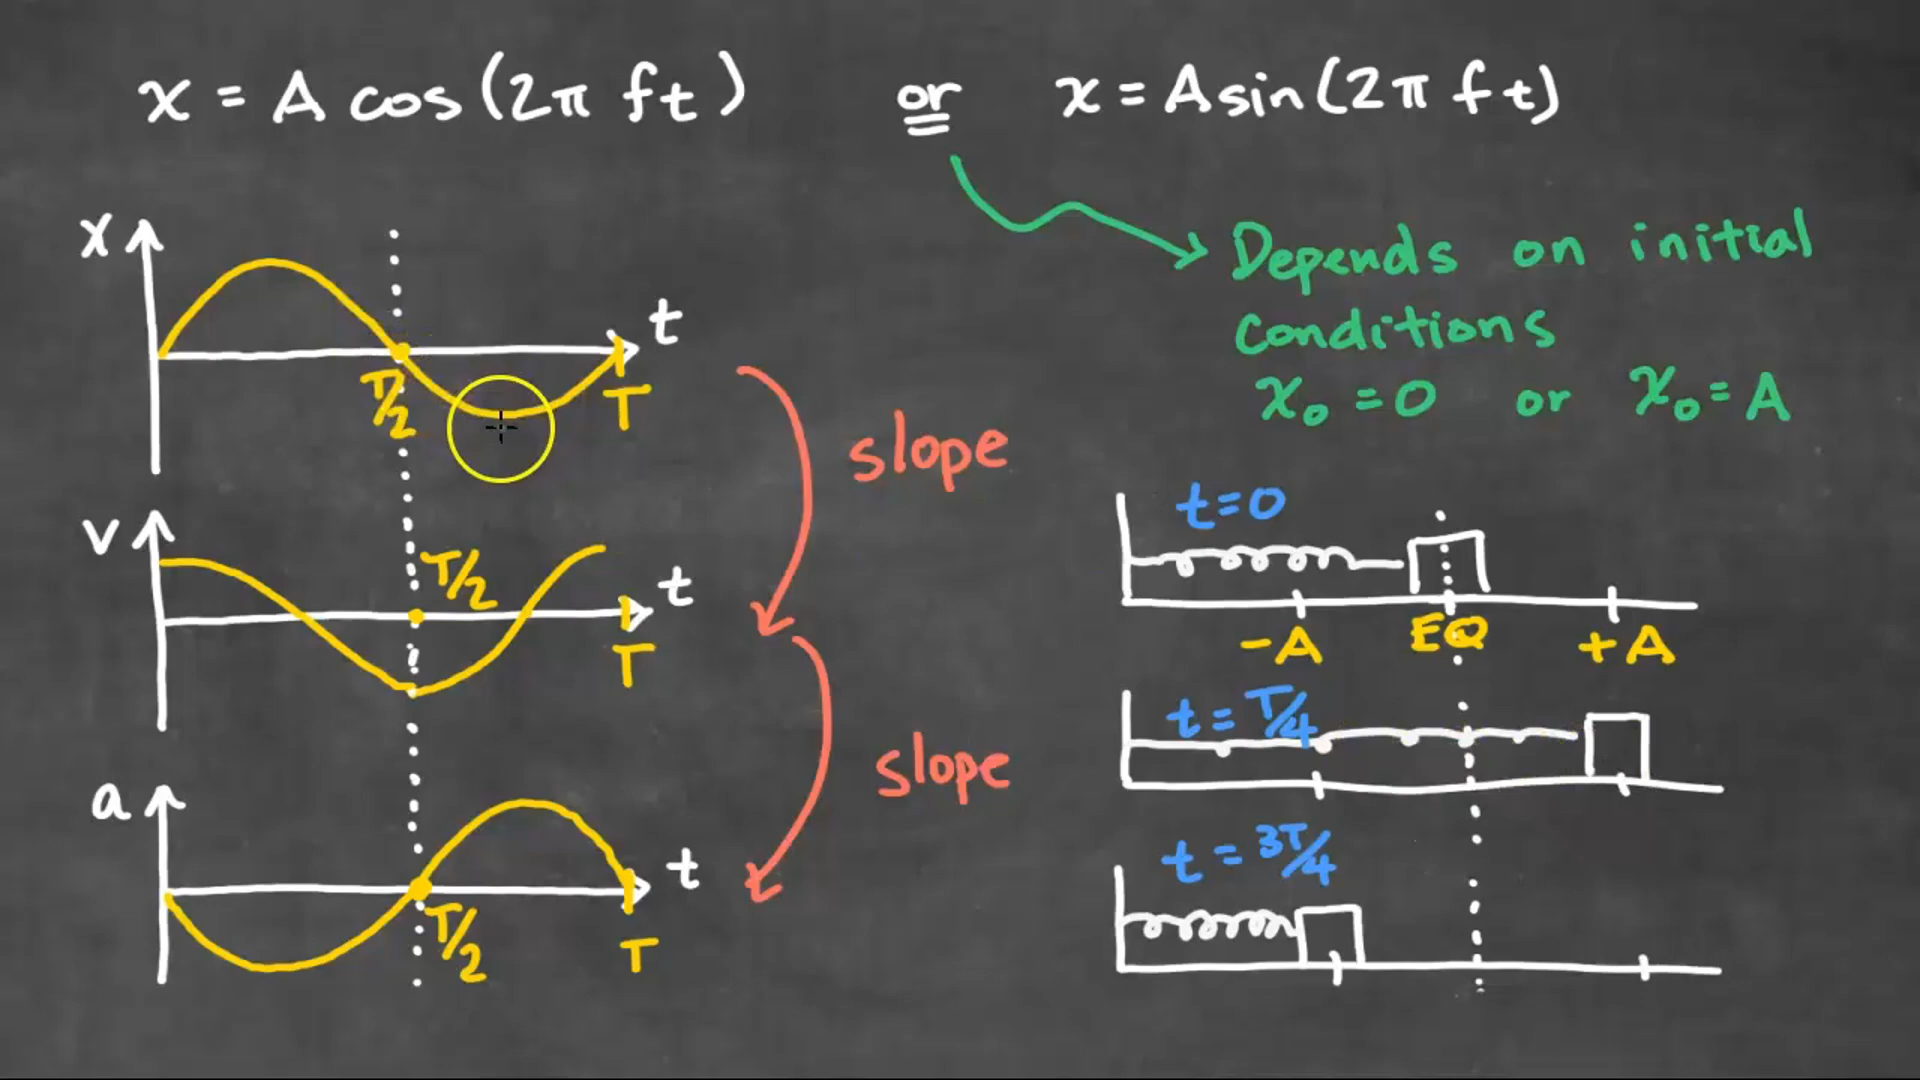 x = A cos(2π ft) or x = A sin(2π ft)
Depends on initial
conditions
x₀ = 0 or x₀ = A
x
t
T/2
T
slope
v
T/2
t
T
slope
a
t
T/2
T
t=0
-A EQ +A
t = T/4
t = 3T/4